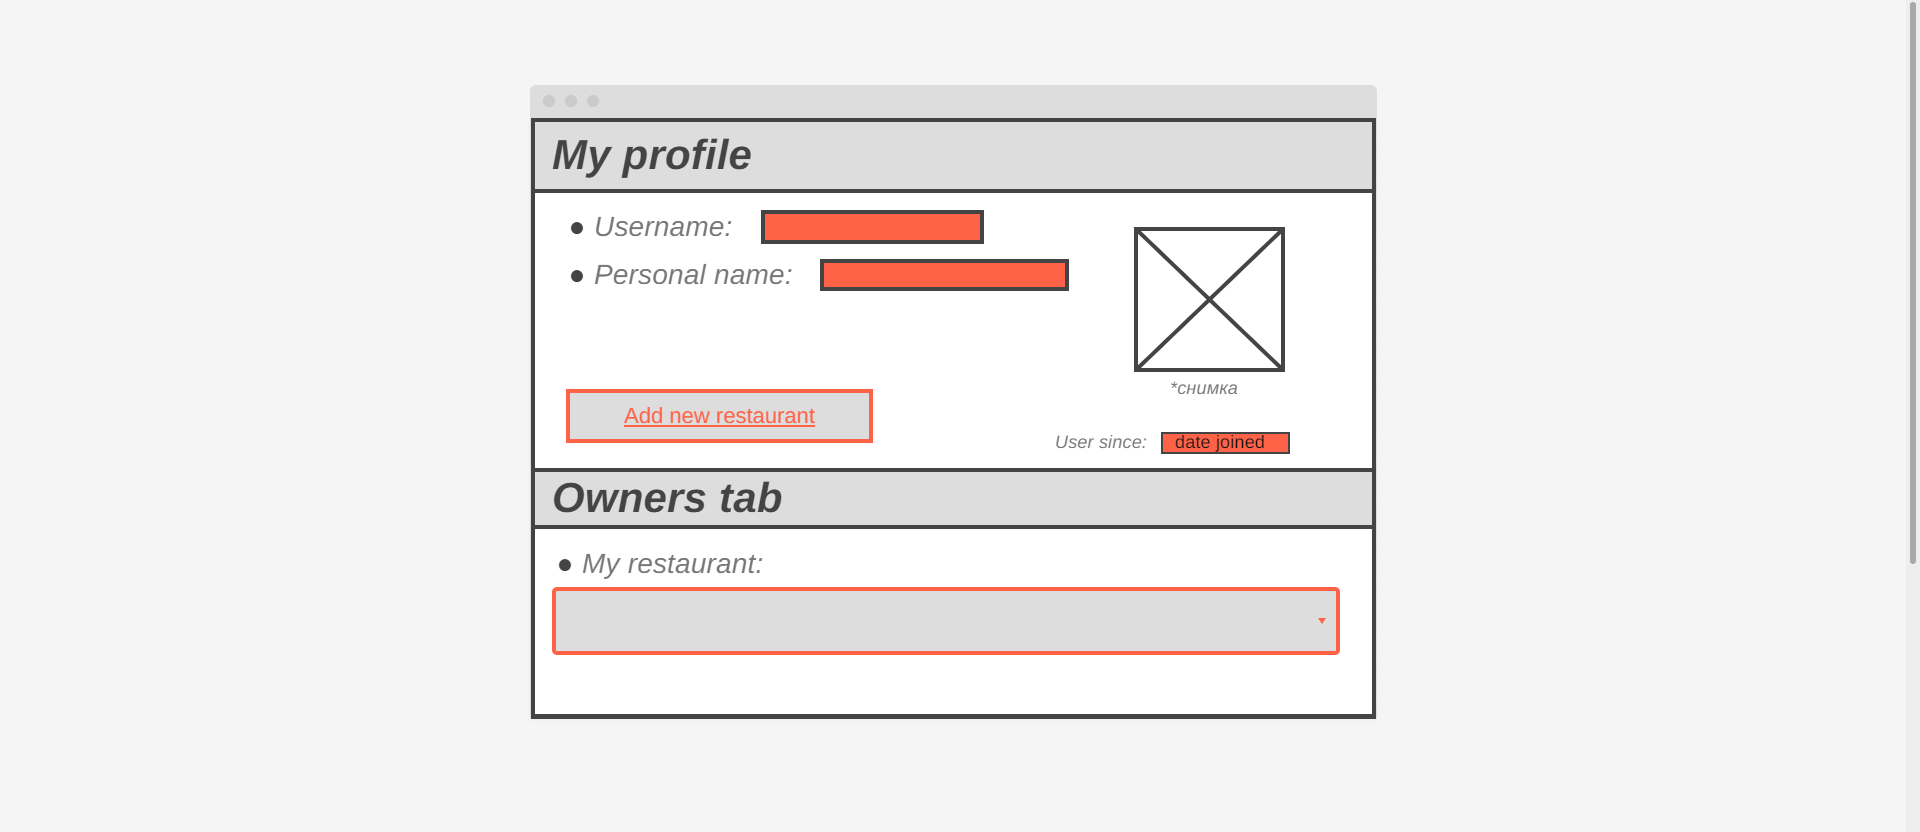 My profile
Username:
Personal name:
*снимка
Add new restaurant
User since: date joined
Owners tab
My restaurant: